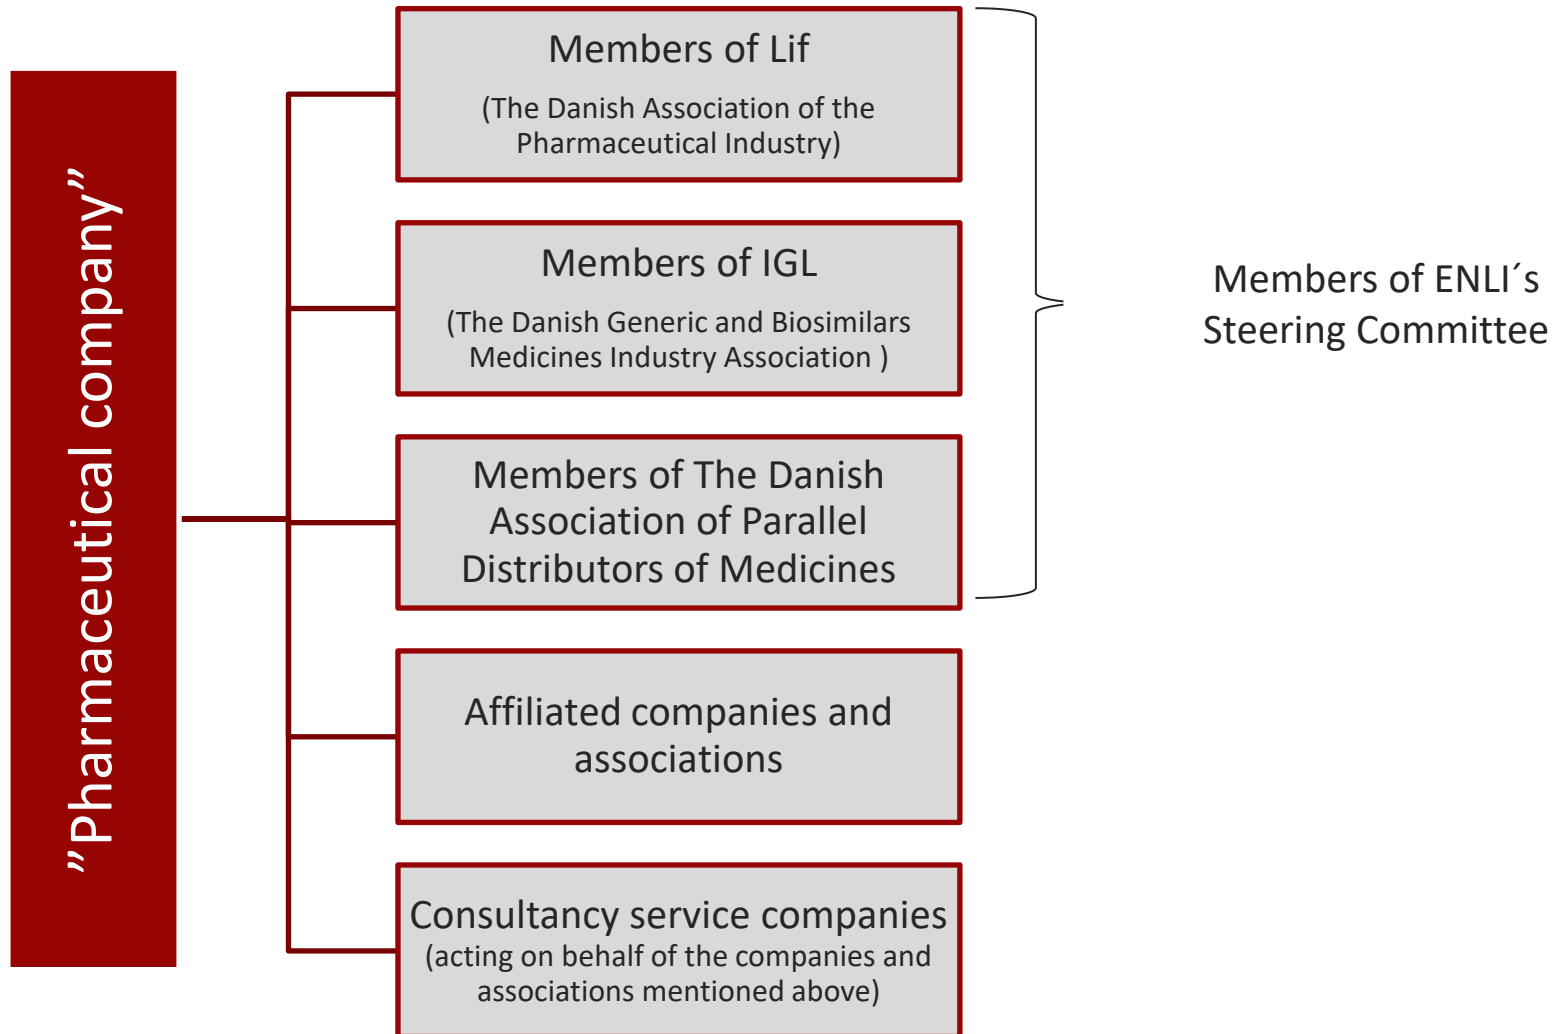 ”Pharmaceutical company”
Members of Lif
(The Danish Association of the
Pharmaceutical Industry)
Members of IGL
(The Danish Generic and Biosimilars
Medicines Industry Association )
Members of The Danish
Association of Parallel
Distributors of Medicines
Affiliated companies and
associations
Consultancy service companies
(acting on behalf of the companies and
associations mentioned above)
Members of ENLI´s
Steering Committee